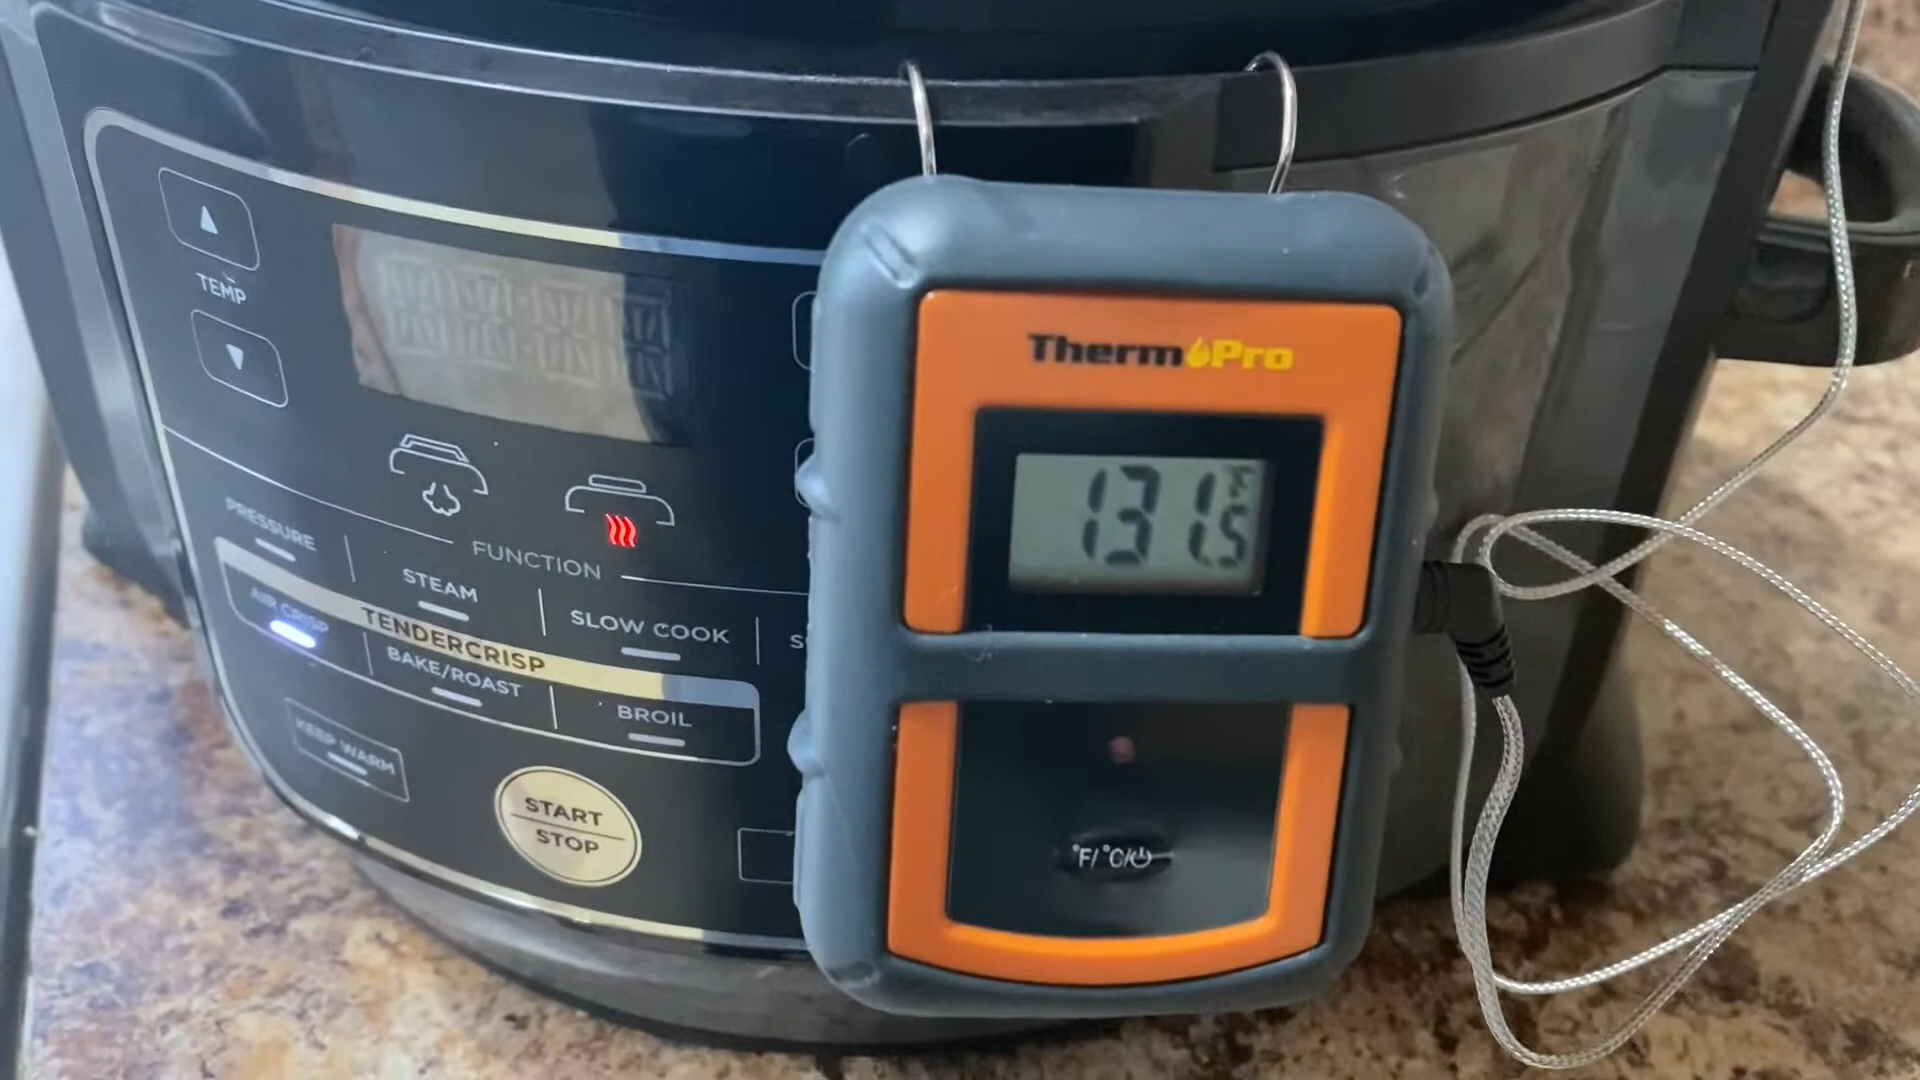 TEMP
PRESSURE
FUNCTION
STEAM
SLOW COOK
AIR CRISP
TENDERCRISP
BAKE/ROAST
BROIL
KEEP WARM
START
STOP
ThermoPro
131.5 °F
°F/°C/⏻